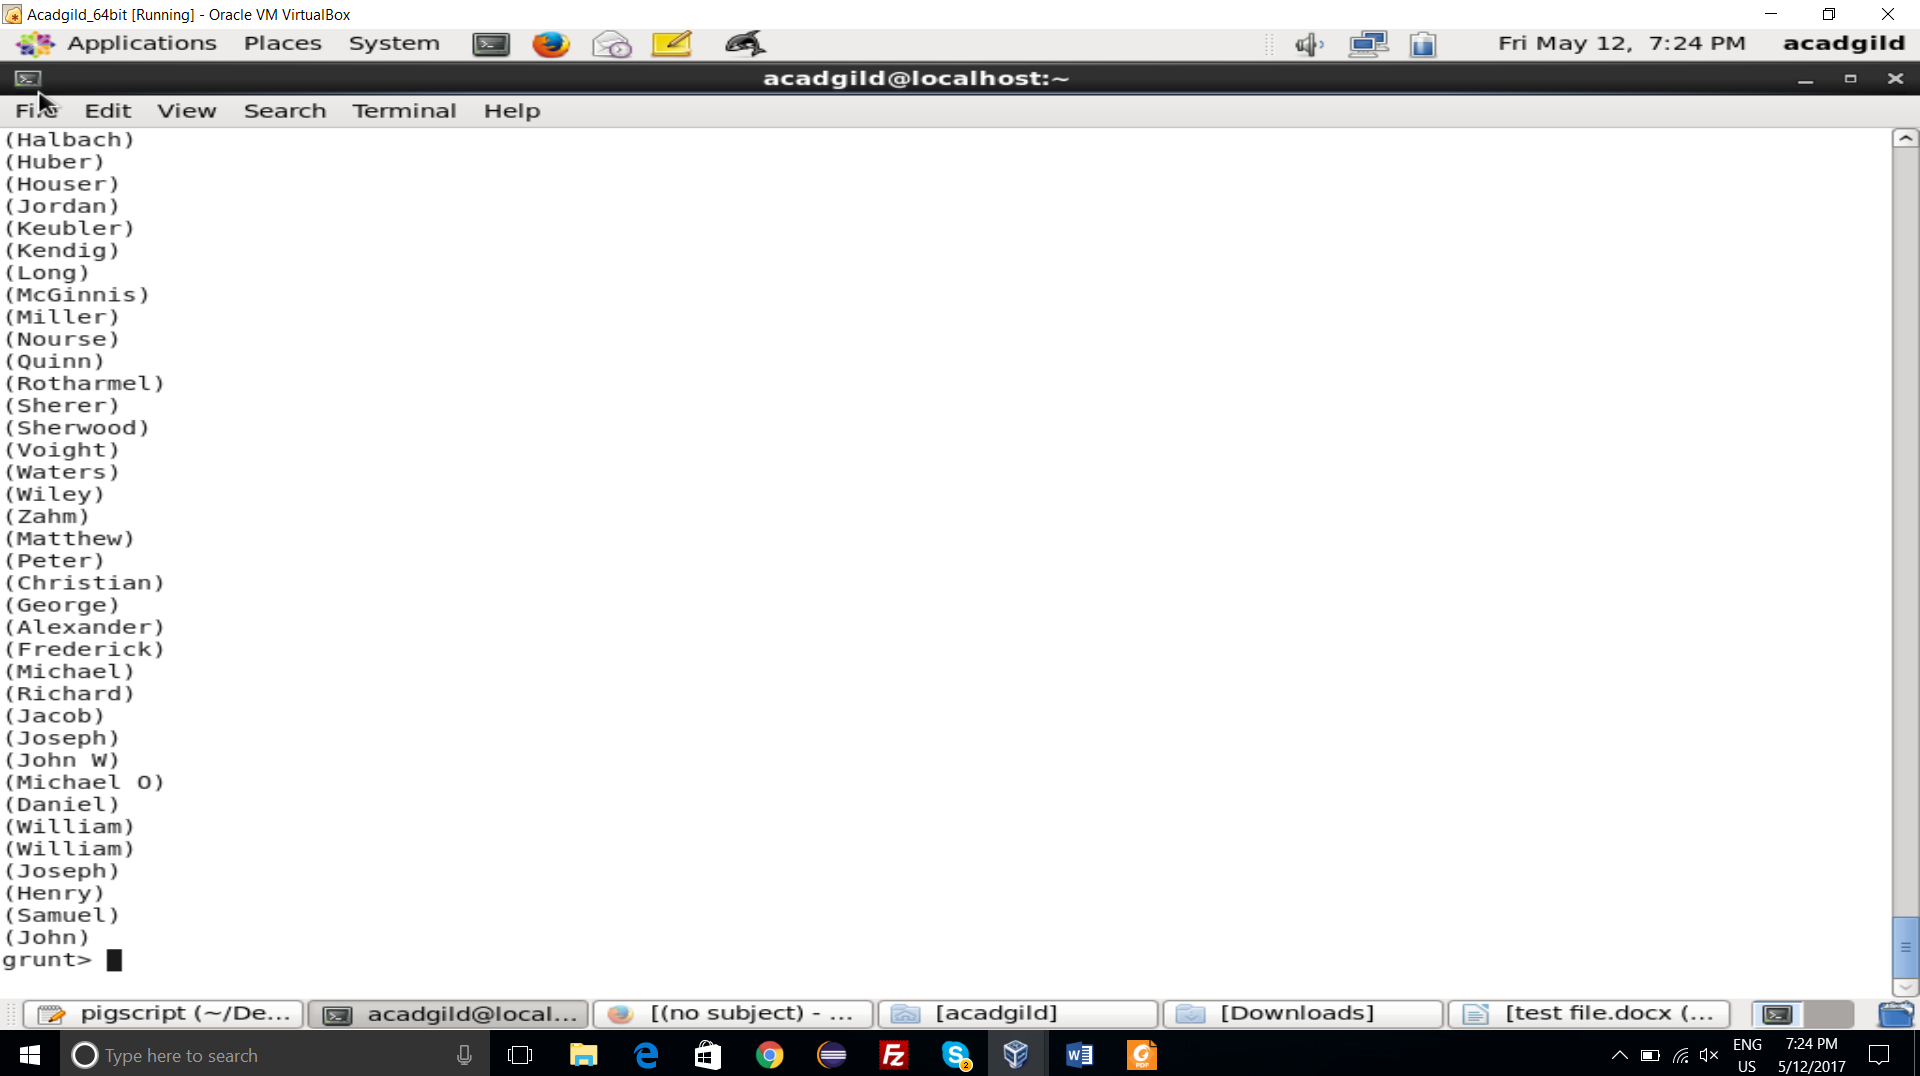 Acadgild_64bit [Running] - Oracle VM VirtualBox
Applications Places System Fri May 12, 7:24 PM acadgild
acadgild@localhost:~
File Edit View Search Terminal Help
(Halbach)
(Huber)
(Houser)
(Jordan)
(Keubler)
(Kendig)
(Long)
(McGinnis)
(Miller)
(Nourse)
(Quinn)
(Rotharmel)
(Sherer)
(Sherwood)
(Voight)
(Waters)
(Wiley)
(Zahm)
(Matthew)
(Peter)
(Christian)
(George)
(Alexander)
(Frederick)
(Michael)
(Richard)
(Jacob)
(Joseph)
(John W)
(Michael O)
(Daniel)
(William)
(William)
(Joseph)
(Henry)
(Samuel)
(John)
grunt>
pigscript (~/De... acadgild@local... [(no subject) - ... [acadgild] [Downloads] [test file.docx (...
Type here to search
ENG 7:24 PM
US 5/12/2017